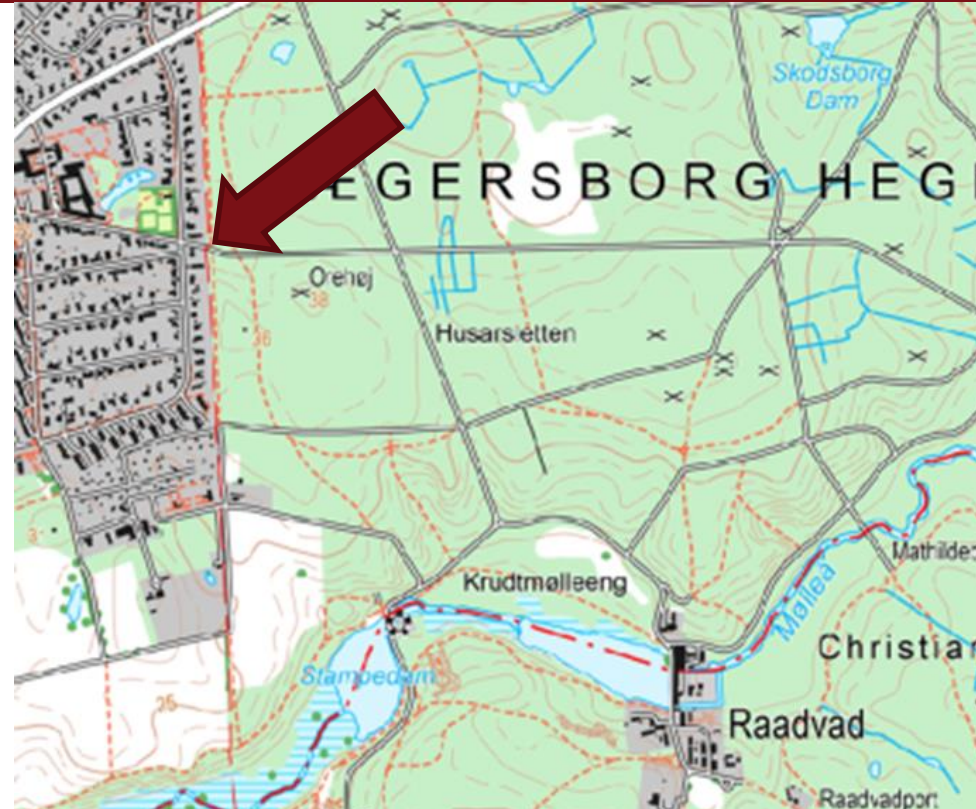 Skodsborg
Dam
EGERSBORG HEG
Orehøj
38
36
Husarsletten
Mathilde
Krudtmølleeng
Mølleå
Christian
Stampedam
25
Raadvad
Raadvadport